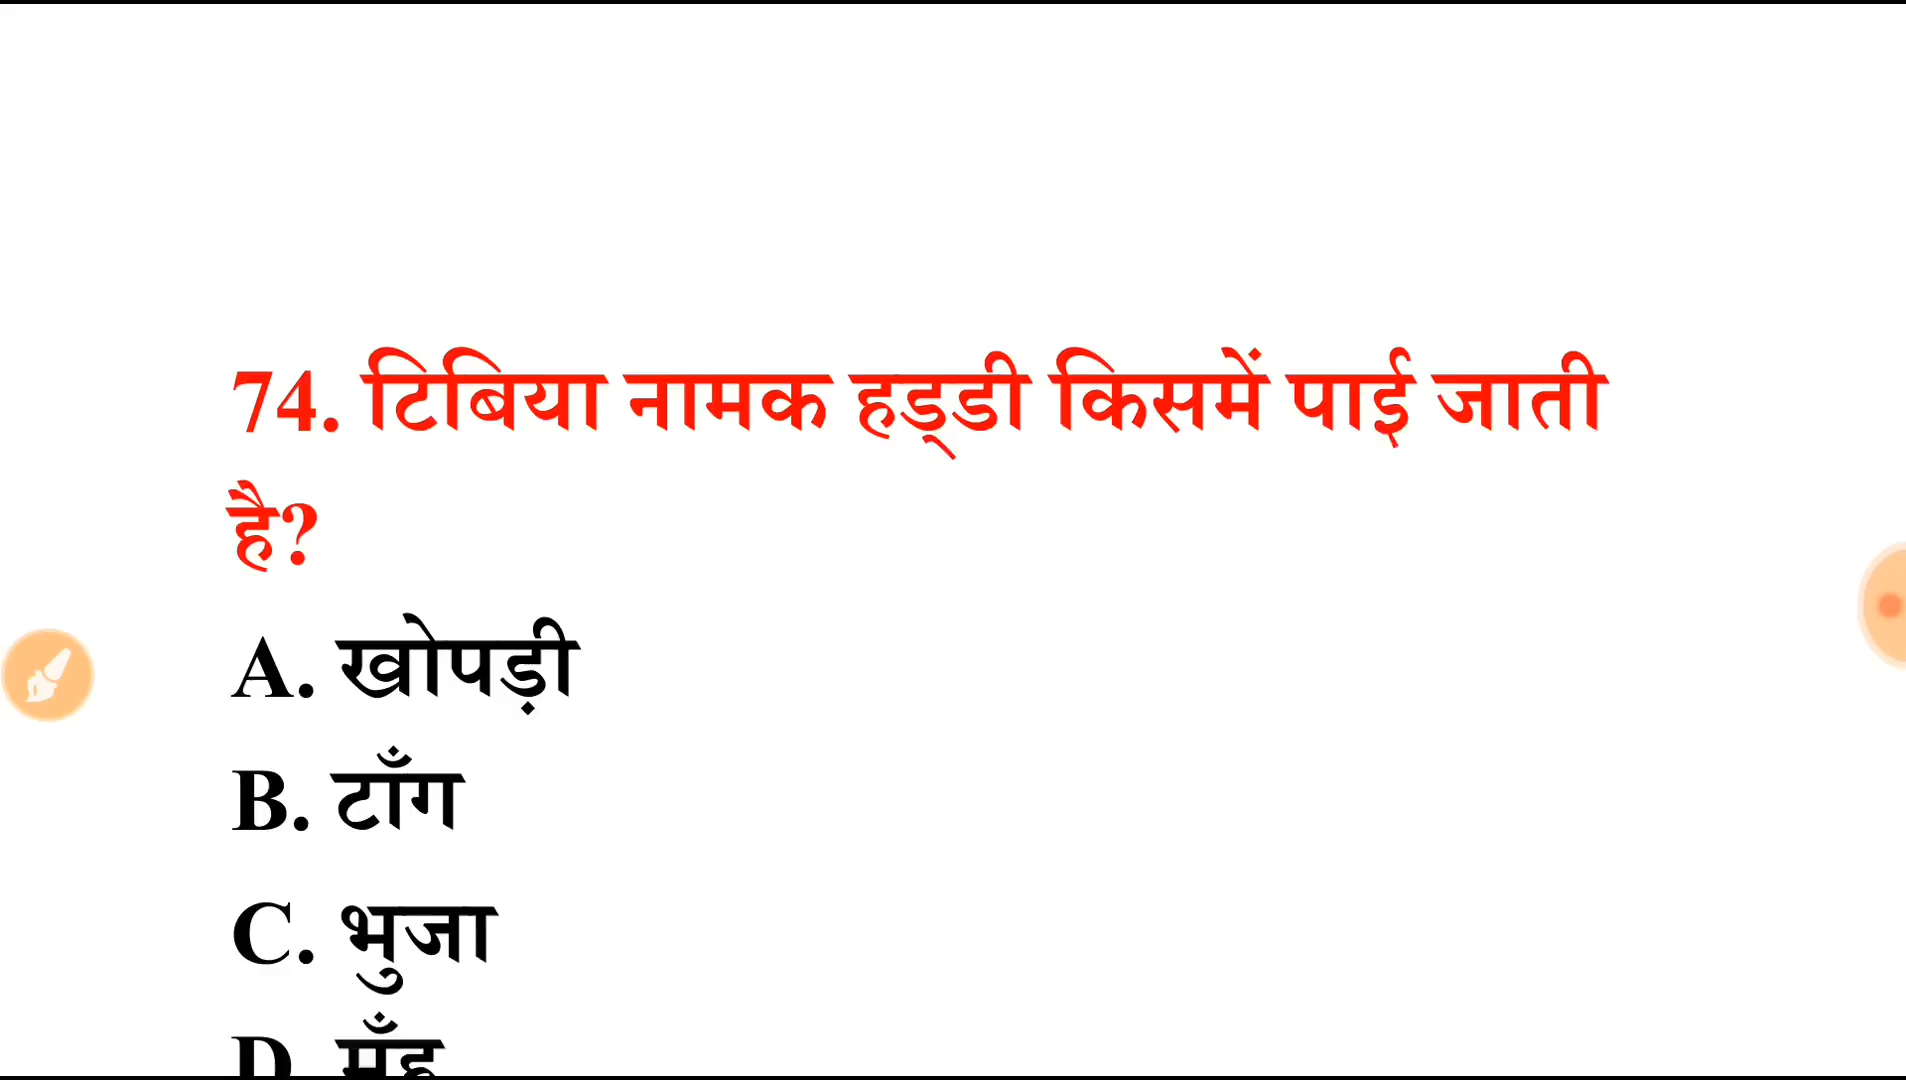 74. टिबिया नामक हड्डी किसमें पाई जाती
है?
A. खोपड़ी
B. टाँग
C. भुजा
D. मुँह